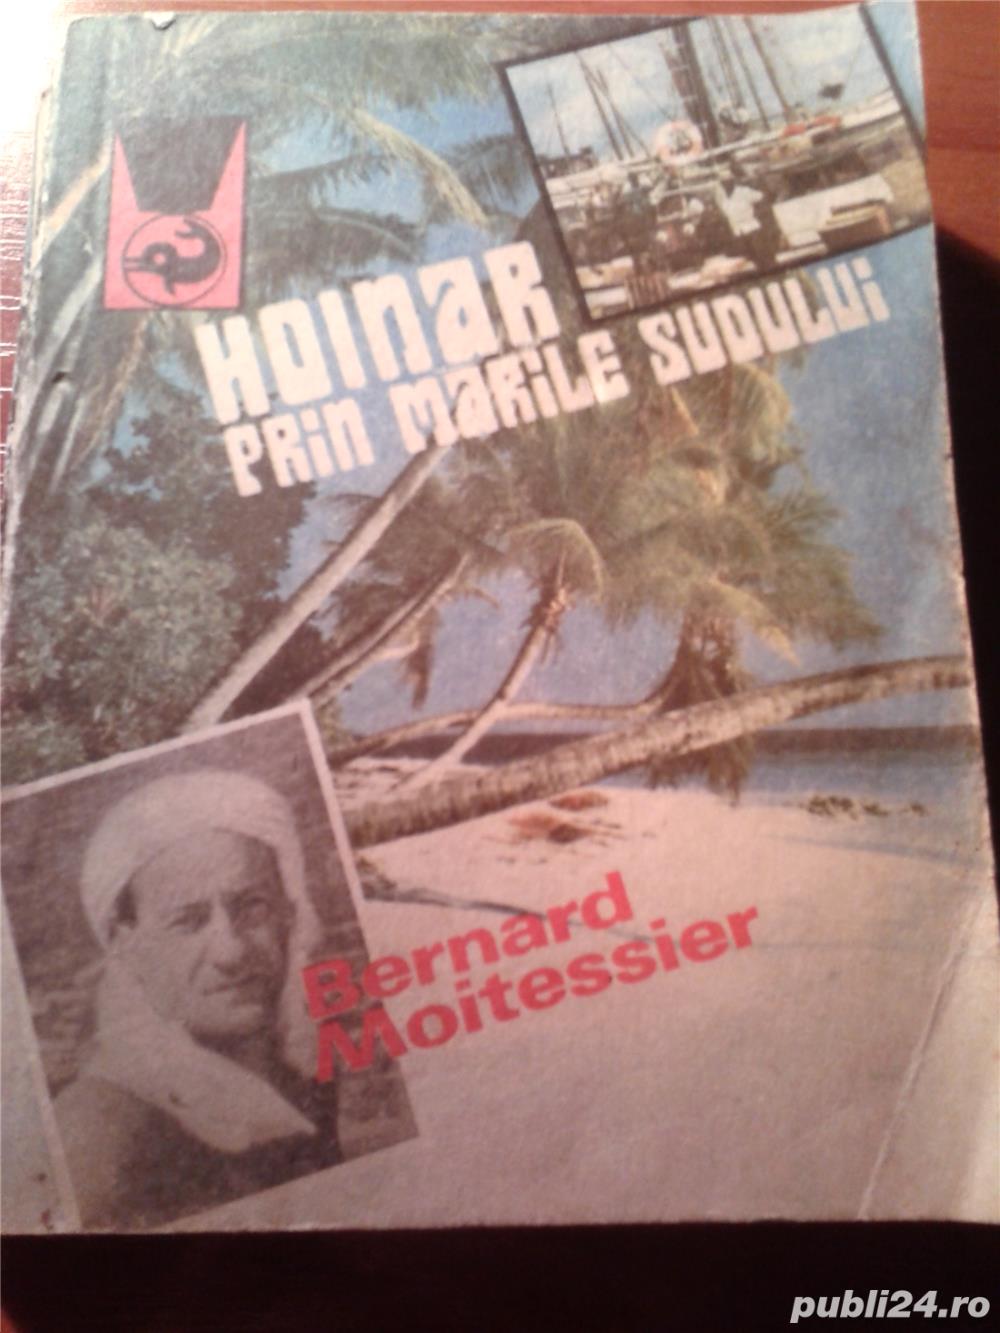 HOINAR
PRIN MARILE SUDULUI
Bernard
Moitessier
publi24.ro